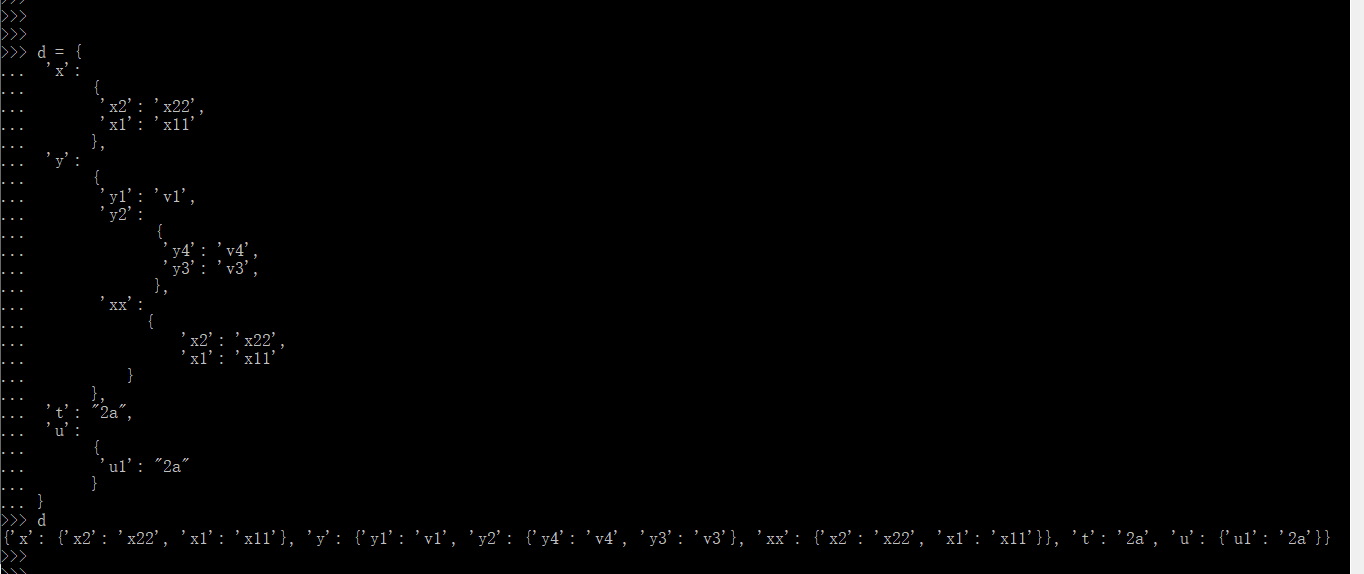 >>>
>>>
>>>
>>> d = {
... 'x':
...       {
...        'x2': 'x22',
...        'x1': 'x11'
...       },
... 'y':
...       {
...        'y1': 'v1',
...        'y2':
...              {
...               'y4': 'v4',
...               'y3': 'v3',
...              },
...        'xx':
...             {
...                 'x2': 'x22',
...                 'x1': 'x11'
...           }
...       },
... 't': "2a",
... 'u':
...       {
...        'u1': "2a"
...       }
... }
>>> d
{'x': {'x2': 'x22', 'x1': 'x11'}, 'y': {'y1': 'v1', 'y2': {'y4': 'v4', 'y3': 'v3'}, 'xx': {'x2': 'x22', 'x1': 'x11'}}, 't': '2a', 'u': {'u1': '2a'}}
>>>
>>>